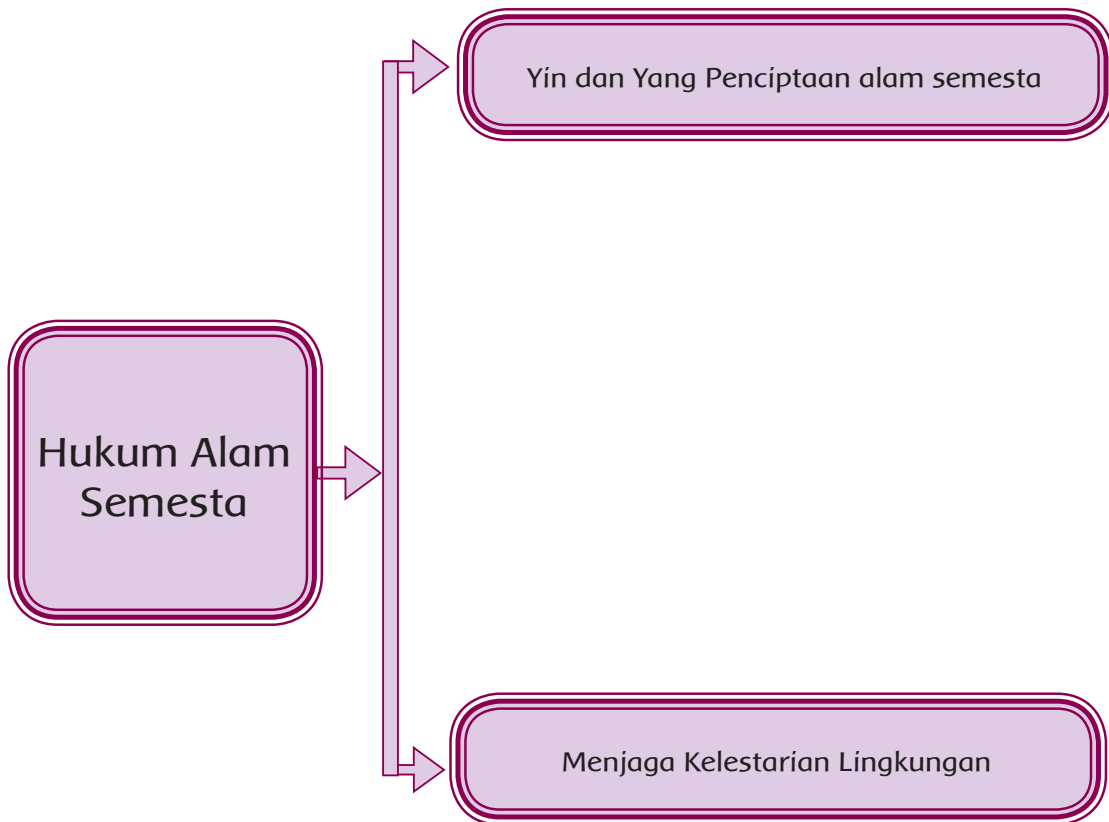 Yin dan Yang Penciptaan alam semesta
Hukum Alam
Semesta
Menjaga Kelestarian Lingkungan